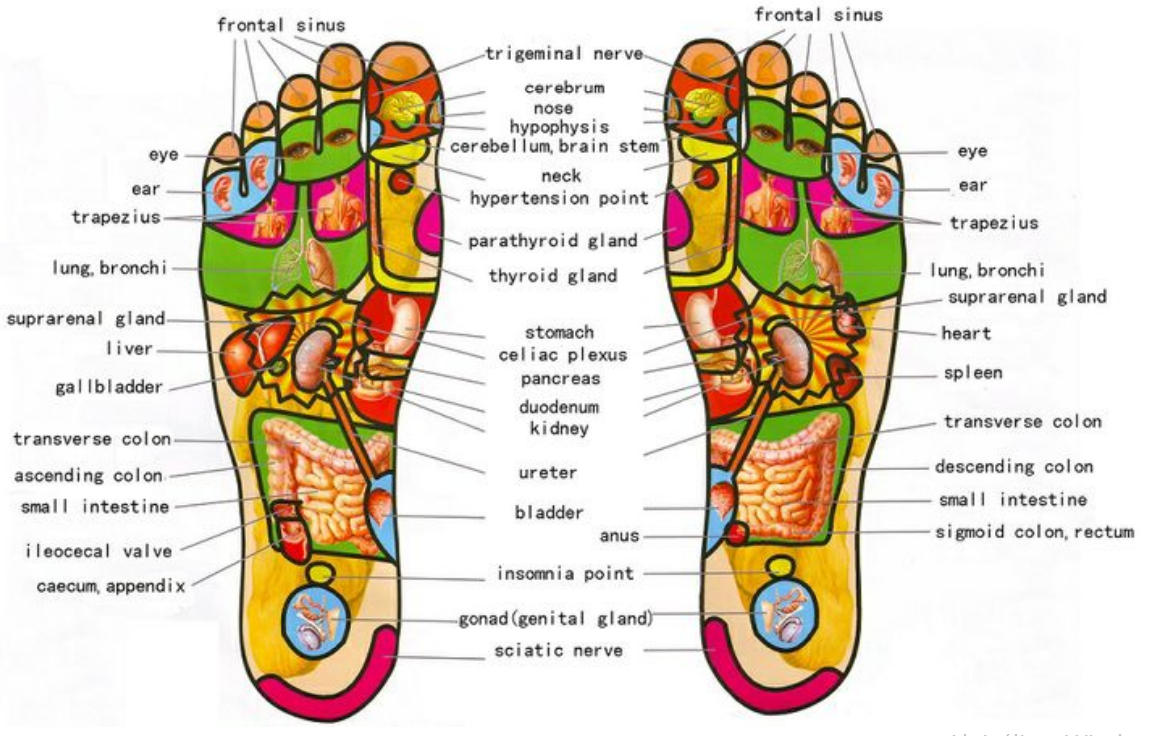 frontal sinus
frontal sinus
trigeminal nerve
cerebrum
nose
hypophysis
cerebellum, brain stem
neck
hypertension point
parathyroid gland
thyroid gland
stomach
celiac plexus
pancreas
duodenum
kidney
ureter
bladder
anus
insomnia point
gonad(genital gland)
sciatic nerve
eye
ear
trapezius
lung, bronchi
suprarenal gland
liver
gallbladder
transverse colon
ascending colon
small intestine
ileocecal valve
caecum, appendix
eye
ear
trapezius
lung, bronchi
suprarenal gland
heart
spleen
transverse colon
descending colon
small intestine
sigmoid colon, rectum